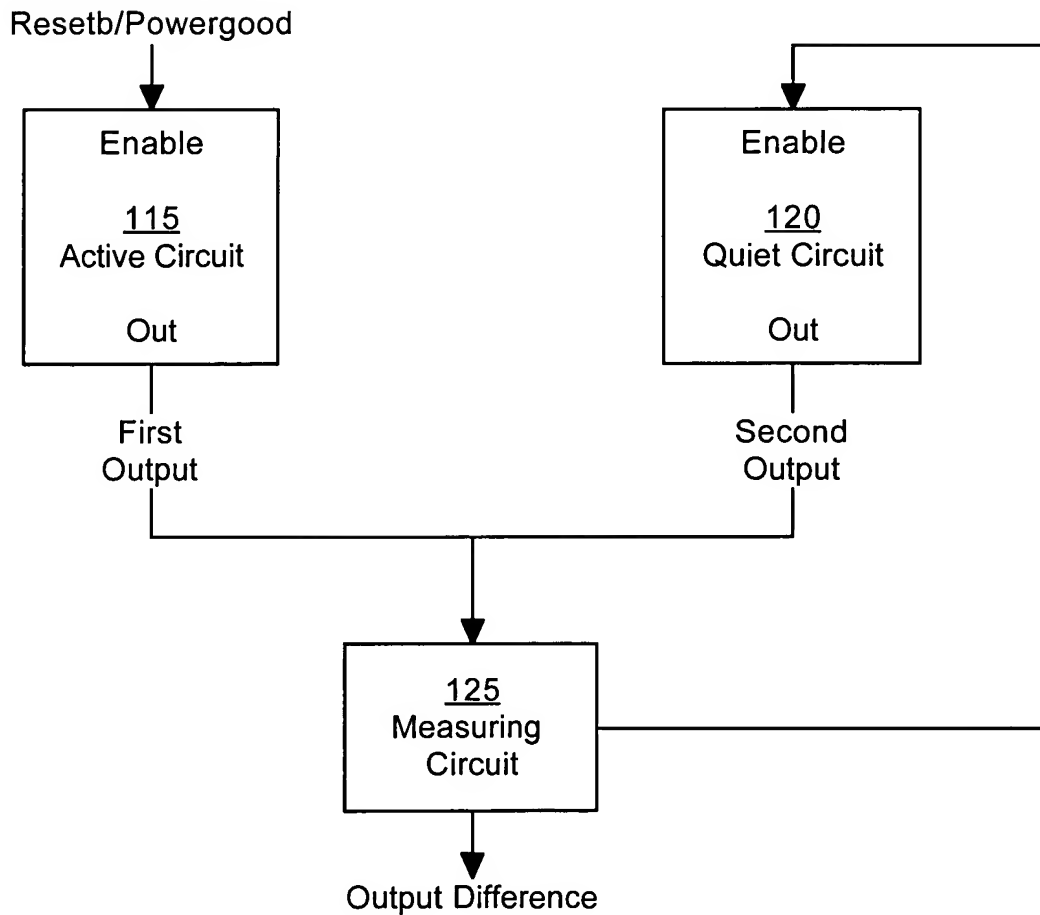 Resetb/Powergood
Enable
115
Active Circuit
Out
Enable
120
Quiet Circuit
Out
First
Output
Second
Output
125
Measuring
Circuit
Output Difference